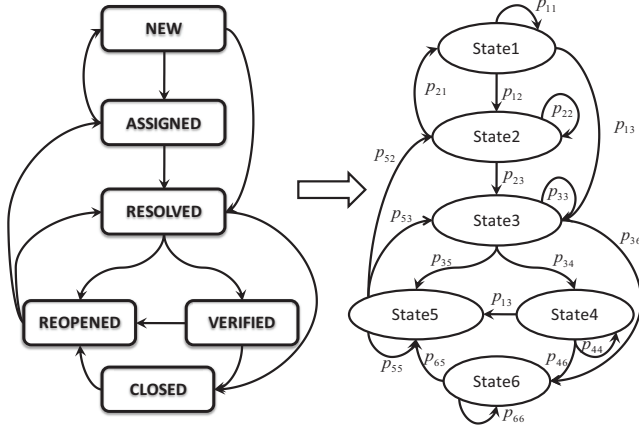 NEW
ASSIGNED
RESOLVED
REOPENED
VERIFIED
CLOSED
p11
State1
p21
p12
p22
p13
State2
p52
p23
p33
p53
State3
p36
p35
p34
State5
p13
State4
p55
p65
p46
p44
State6
p66